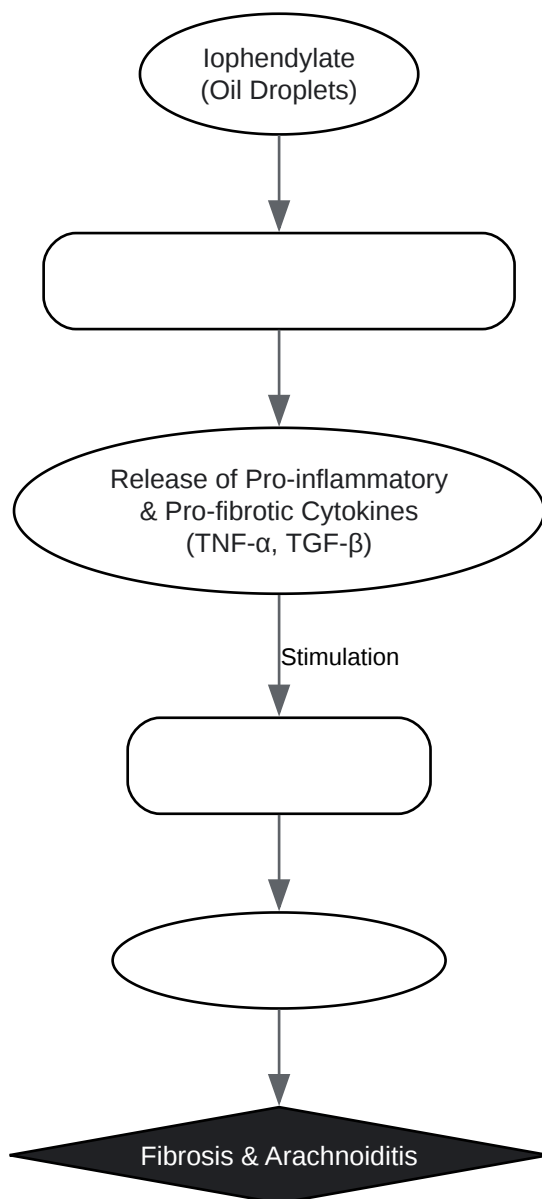 Iophendylate
(Oil Droplets)
Release of Pro-inflammatory
& Pro-fibrotic Cytokines
(TNF-α, TGF-β)
Stimulation
Fibrosis & Arachnoiditis